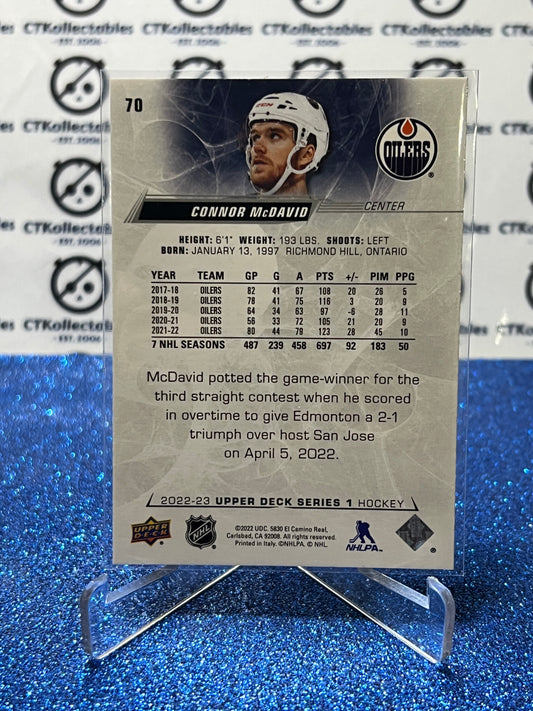 CTKollectables
EST. 2006
70
OILERS
CONNOR McDAVID
CENTER
HEIGHT: 6'1" WEIGHT: 193 LBS. SHOOTS: LEFT
BORN: JANUARY 13, 1997 RICHMOND HILL, ONTARIO
YEAR TEAM GP G A PTS +/- PIM PPG
2017-18 OILERS 82 41 67 108 20 26 5
2018-19 OILERS 78 41 75 116 3 20 9
2019-20 OILERS 64 34 63 97 -6 28 11
2020-21 OILERS 56 33 72 105 21 20 9
2021-22 OILERS 80 44 79 123 28 45 10
7 NHL SEASONS 487 239 458 697 92 183 50
McDavid potted the game-winner for the
third straight contest when he scored
in overtime to give Edmonton a 2-1
triumph over host San Jose
on April 5, 2022.
2022-23 UPPER DECK SERIES 1 HOCKEY
UPPER DECK
NHL
©2022 UDC. 5830 El Camino Real,
Carlsbad, CA 92008. All rights reserved.
Printed in Italy. ©NHLPA. © NHL.
NHLPA